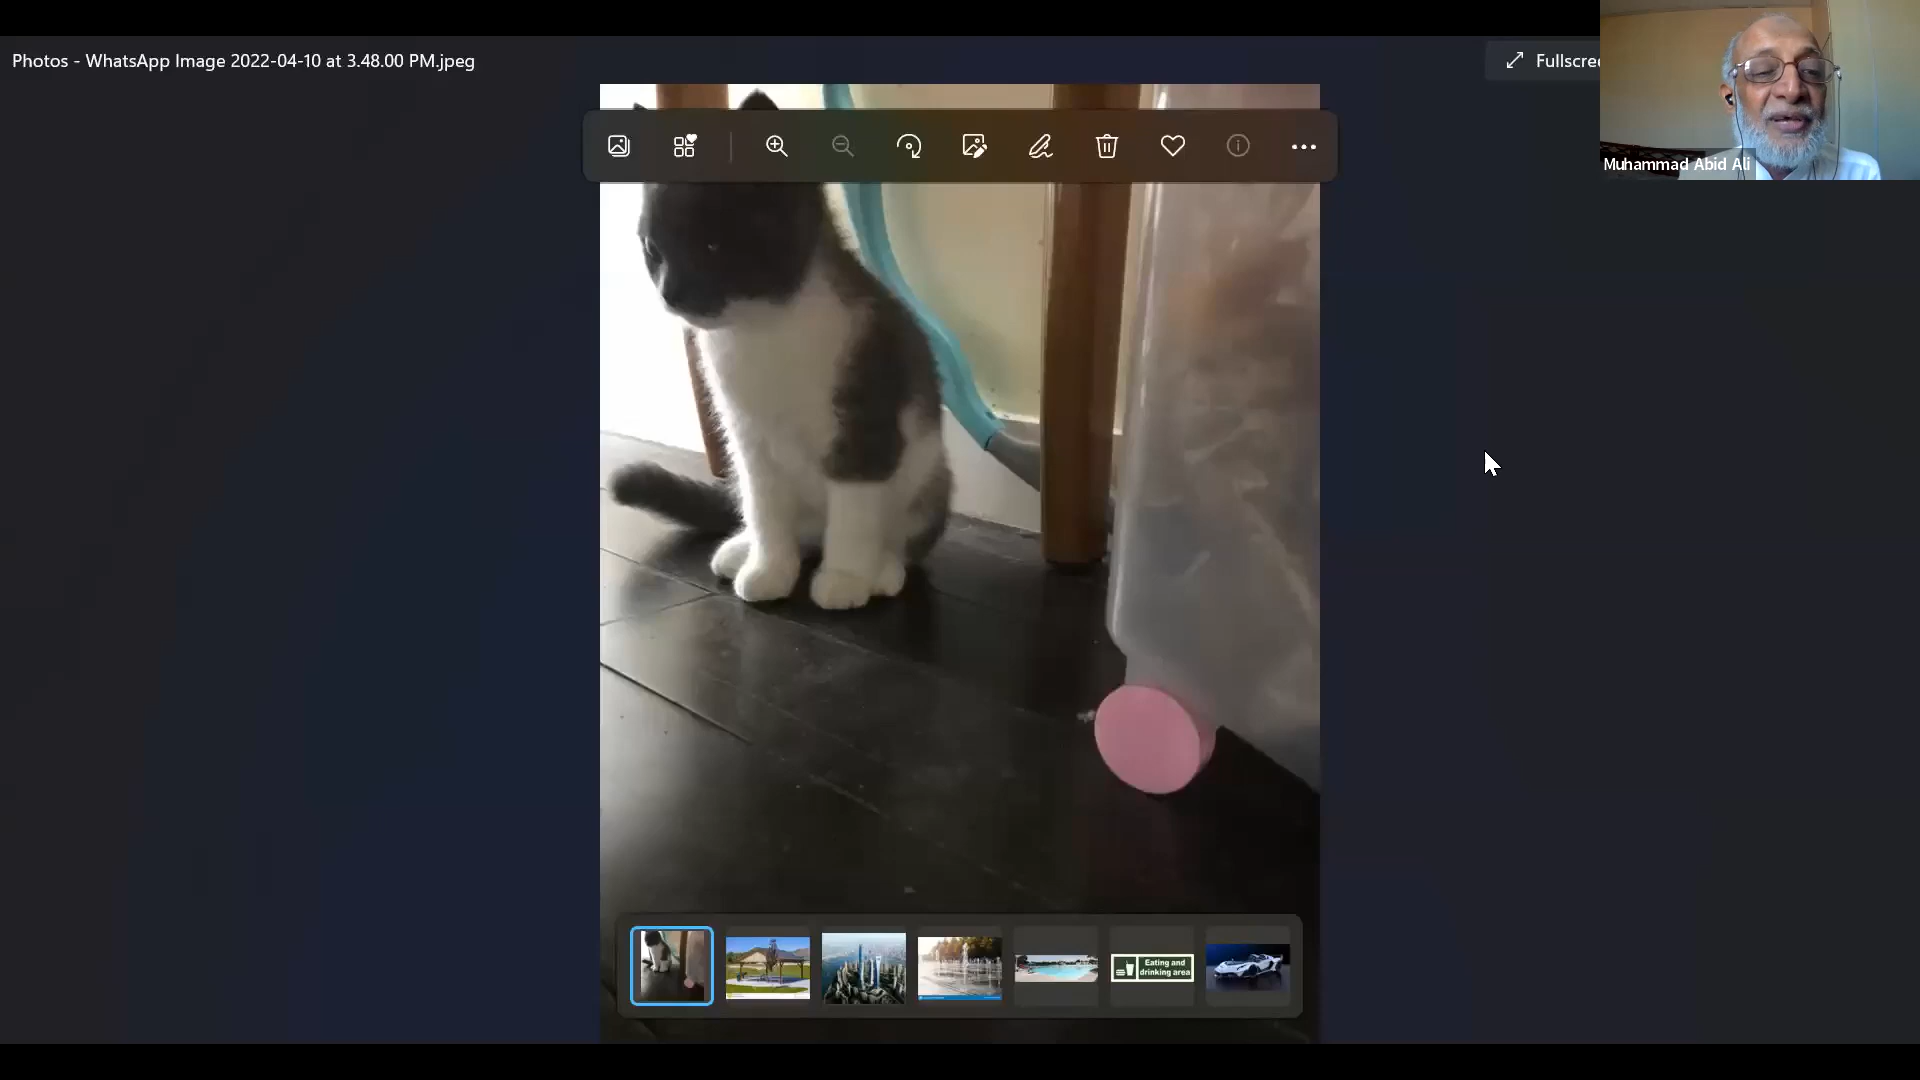 Photos - WhatsApp Image 2022-04-10 at 3.48.00 PM.jpeg
Fullscree
Muhammad Abid Ali
Eating and
drinking area